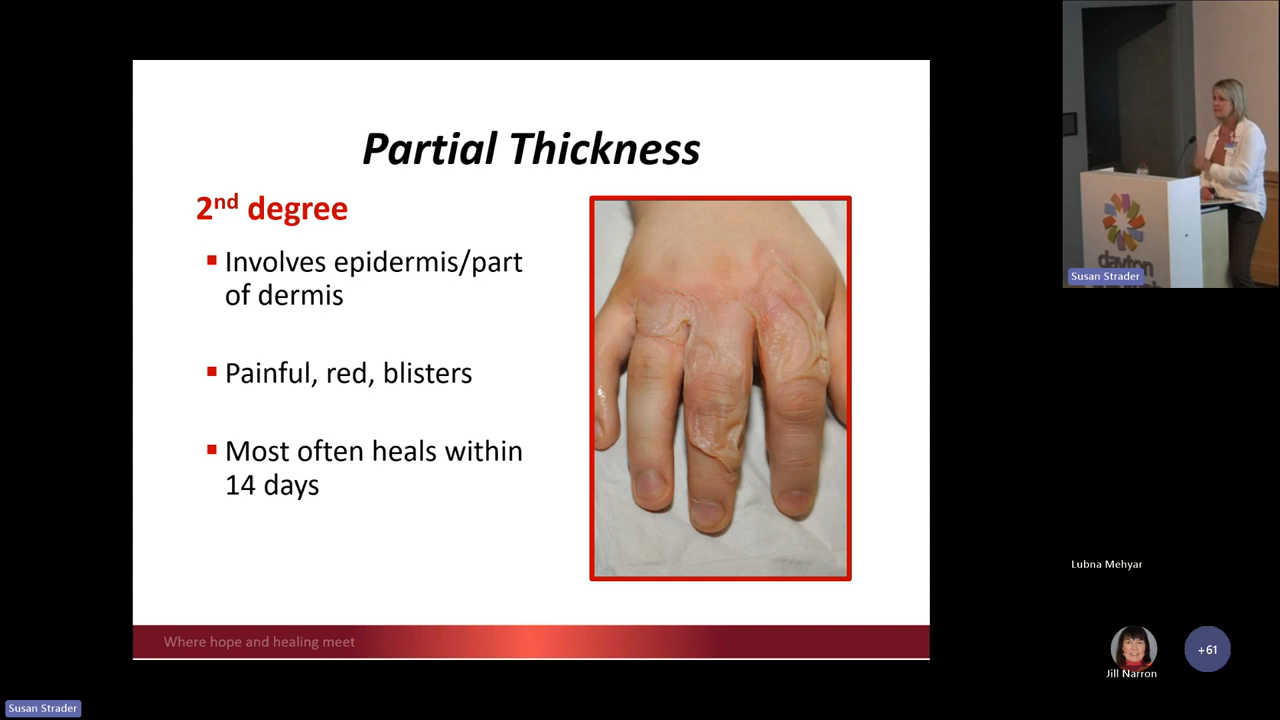 Partial Thickness
2nd degree
Involves epidermis/part
of dermis
Painful, red, blisters
Most often heals within
14 days
Where hope and healing meet
Susan Strader
dayton
Susan Strader
Lubna Mehyar
Jill Narron
+61